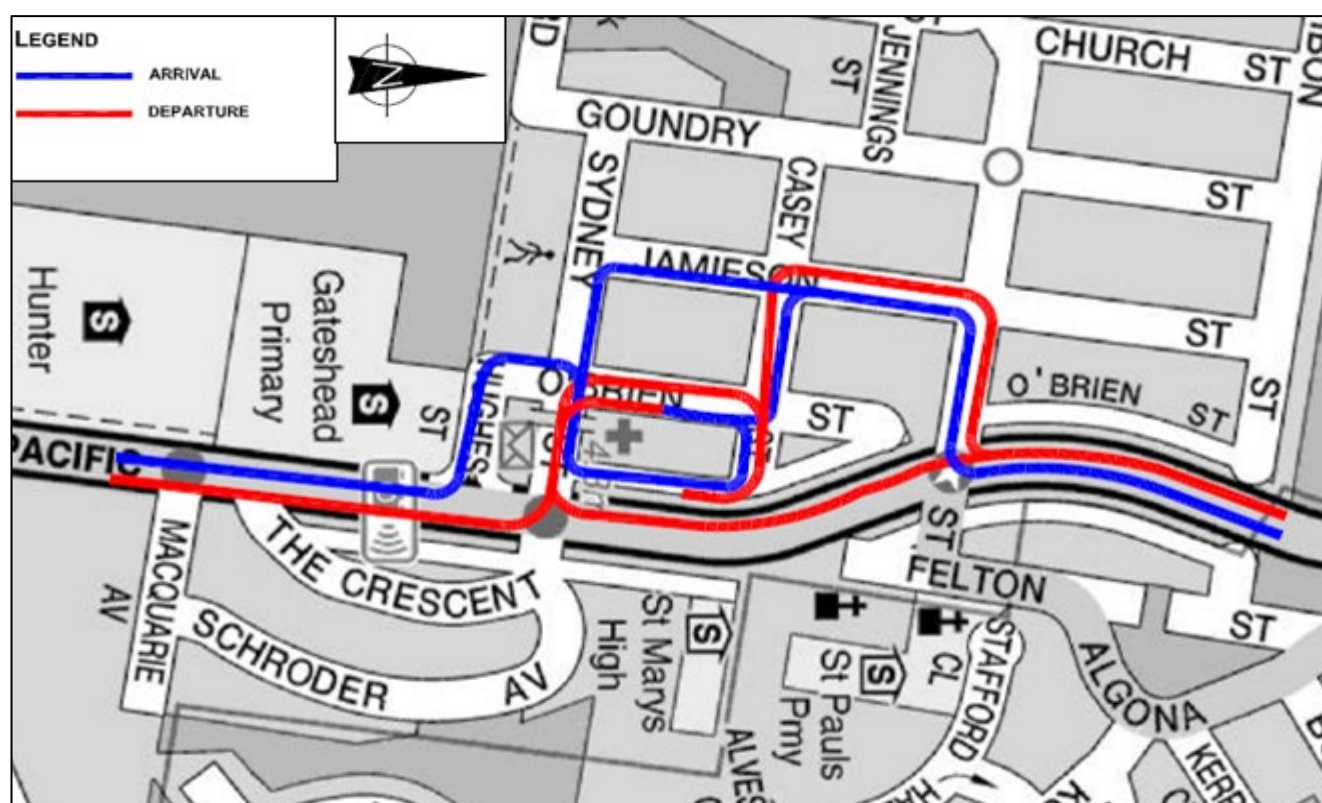 LEGEND
ARRIVAL
DEPARTURE
N
RD
ST
JENNINGS
CHURCH ST
GOUNDRY
ST
SYDNEY
CASEY
JAMIESON
ST
Hunter
S
Gateshead
Primary
S
ST
HUGHES
O'BRIEN
ST
O'BRIEN
ST
ST
PACIFIC
MACQUARIE
AV
THE CRESCENT
SCHRODER
AV
St Marys
High
S
ST
FELTON
ST
St Pauls
Prmy
S
CL
STAFFORD
ALGONA
KERR
ALVES